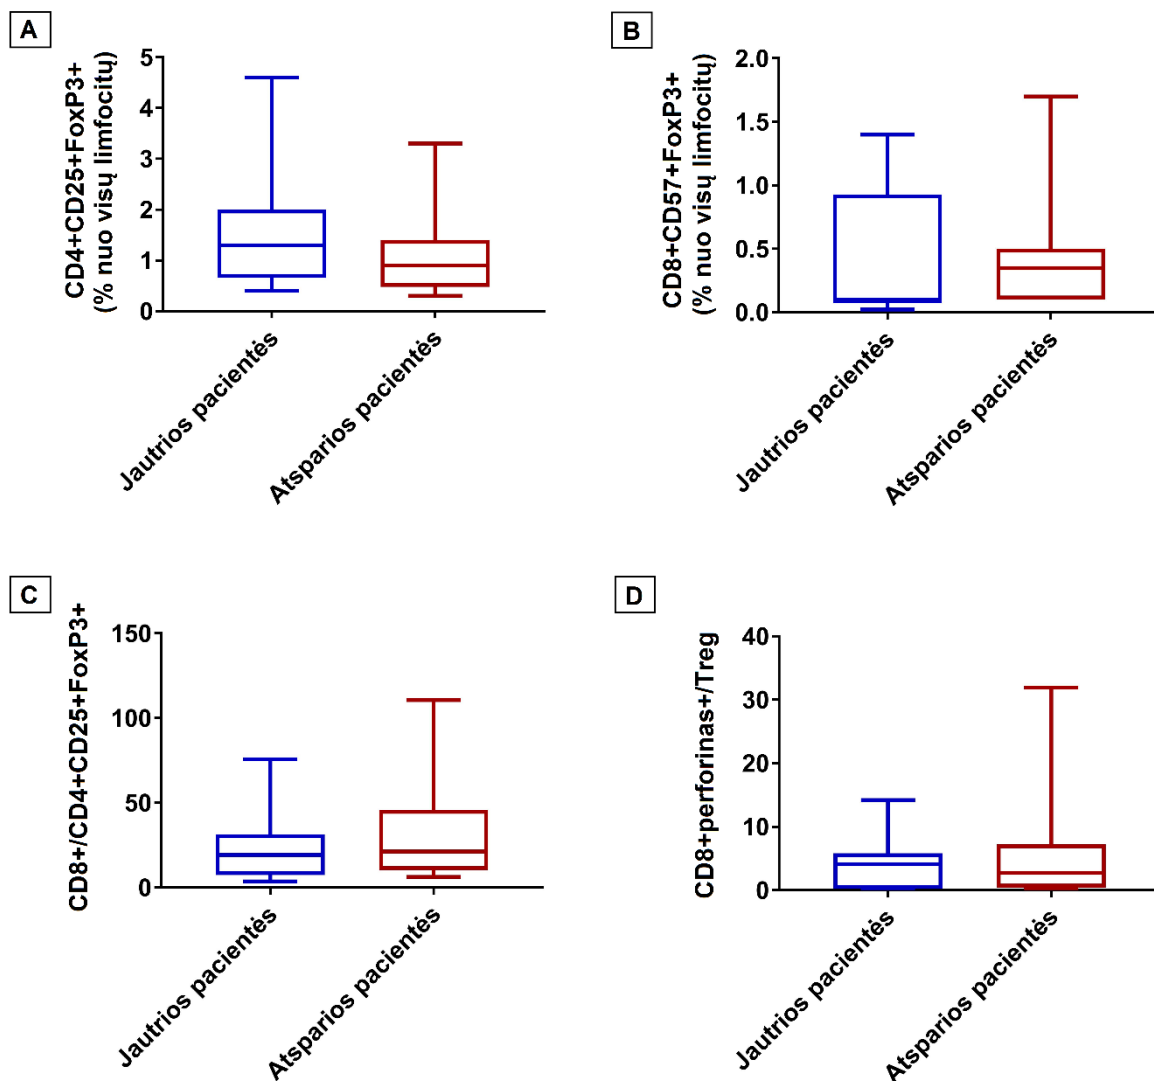 A
CD4+CD25+FoxP3+
(% nuo visų limfocitų)
5
4
3
2
1
0
Jautrios pacientės
Atsparios pacientės
B
CD8+CD57+FoxP3+
(% nuo visų limfocitų)
2.0
1.5
1.0
0.5
0.0
Jautrios pacientės
Atsparios pacientės
C
CD8+/CD4+CD25+FoxP3+
150
100
50
0
Jautrios pacientės
Atsparios pacientės
D
CD8+perforinas+/Treg
40
30
20
10
0
Jautrios pacientės
Atsparios pacientės